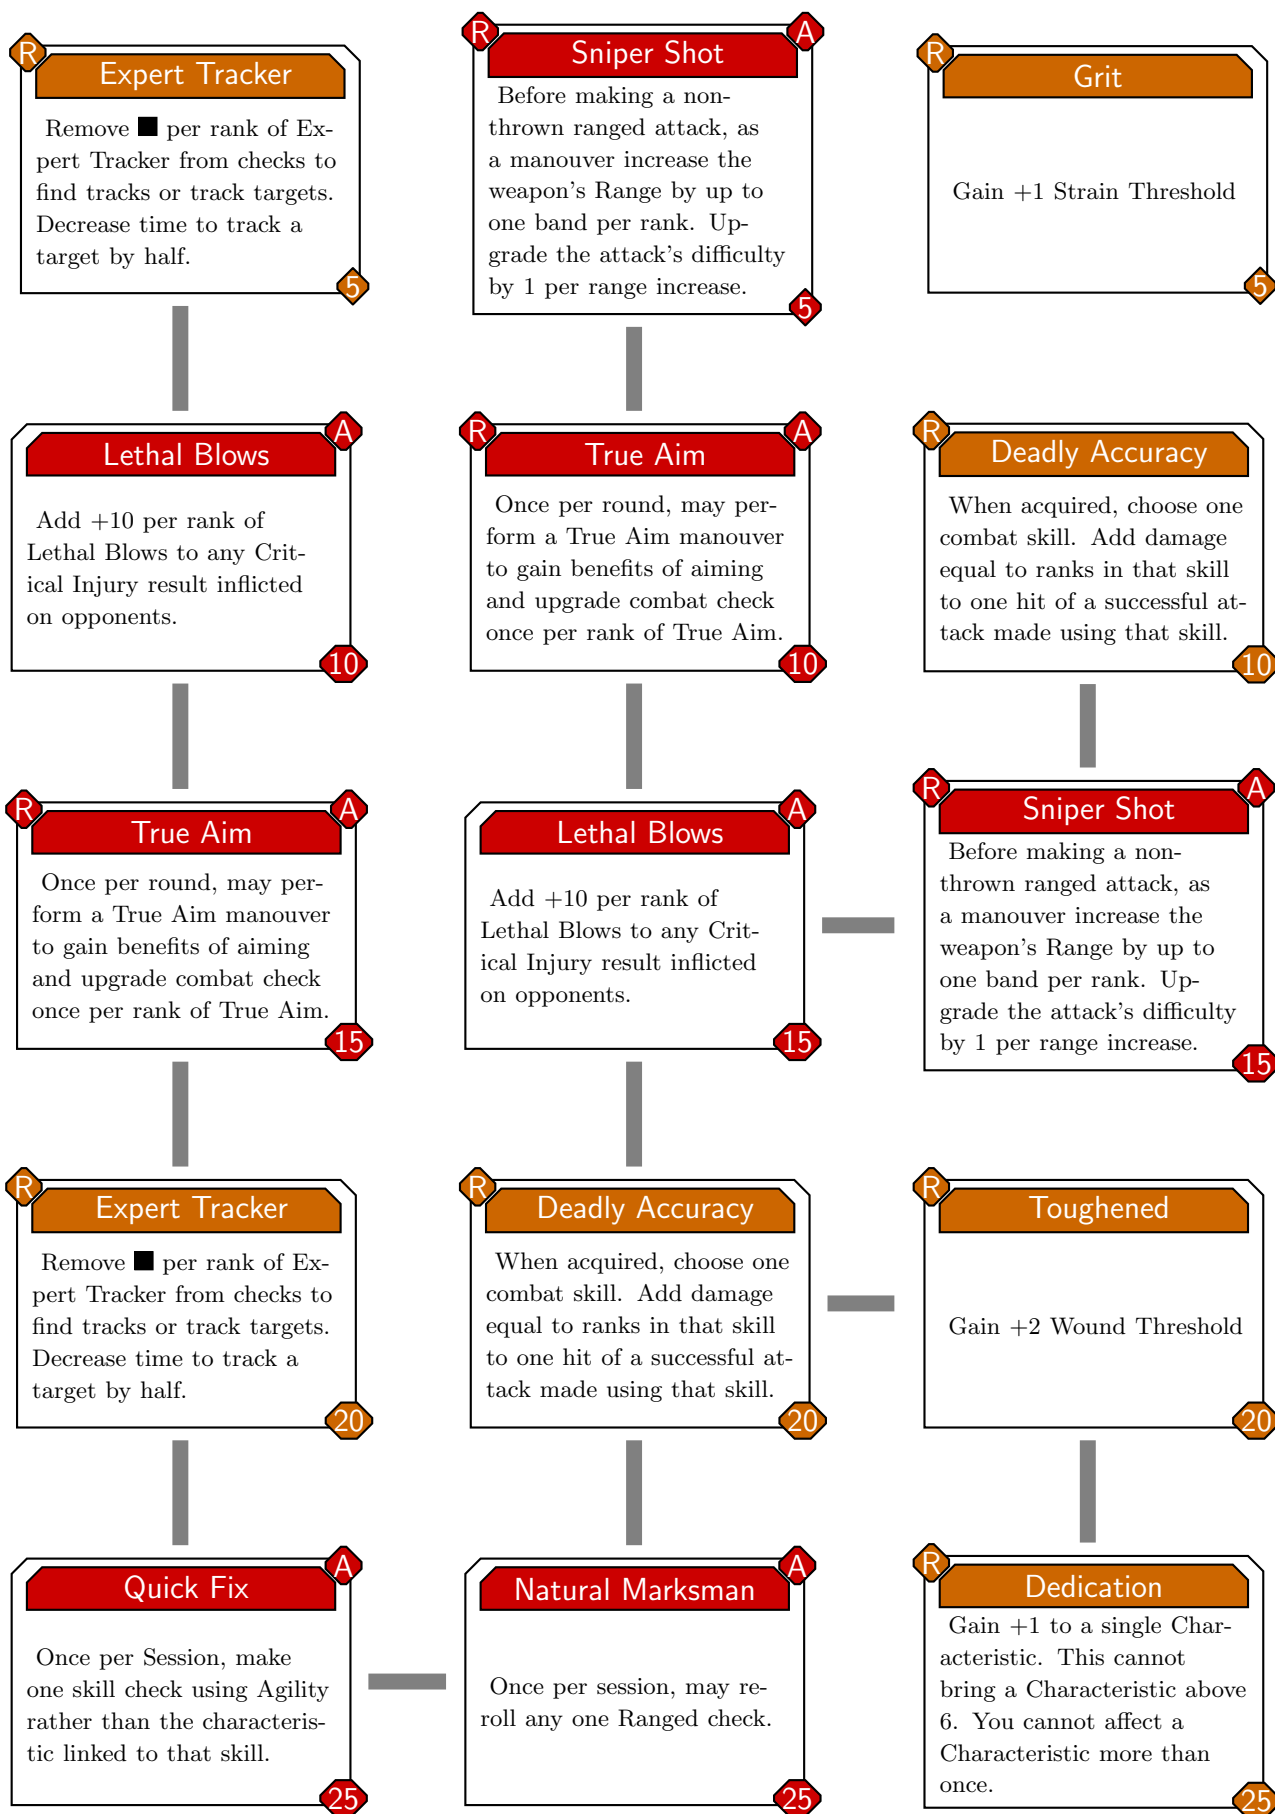 R
Expert Tracker
Remove ■ per rank of Ex-
pert Tracker from checks to
find tracks or track targets.
Decrease time to track a
target by half.
5
R
A
Sniper Shot
Before making a non-
thrown ranged attack, as
a manouver increase the
weapon's Range by up to
one band per rank. Up-
grade the attack's difficulty
by 1 per range increase.
5
R
Grit
Gain +1 Strain Threshold
5
A
Lethal Blows
Add +10 per rank of
Lethal Blows to any Crit-
ical Injury result inflicted
on opponents.
10
R
A
True Aim
Once per round, may per-
form a True Aim manouver
to gain benefits of aiming
and upgrade combat check
once per rank of True Aim.
10
R
Deadly Accuracy
When acquired, choose one
combat skill. Add damage
equal to ranks in that skill
to one hit of a successful at-
tack made using that skill.
10
R
A
True Aim
Once per round, may per-
form a True Aim manouver
to gain benefits of aiming
and upgrade combat check
once per rank of True Aim.
15
A
Lethal Blows
Add +10 per rank of
Lethal Blows to any Crit-
ical Injury result inflicted
on opponents.
15
R
A
Sniper Shot
Before making a non-
thrown ranged attack, as
a manouver increase the
weapon's Range by up to
one band per rank. Up-
grade the attack's difficulty
by 1 per range increase.
15
R
Expert Tracker
Remove ■ per rank of Ex-
pert Tracker from checks to
find tracks or track targets.
Decrease time to track a
target by half.
20
R
Deadly Accuracy
When acquired, choose one
combat skill. Add damage
equal to ranks in that skill
to one hit of a successful at-
tack made using that skill.
20
R
Toughened
Gain +2 Wound Threshold
20
A
Quick Fix
Once per Session, make
one skill check using Agility
rather than the characteris-
tic linked to that skill.
25
A
Natural Marksman
Once per session, may re-
roll any one Ranged check.
25
R
Dedication
Gain +1 to a single Char-
acteristic. This cannot
bring a Characteristic above
6. You cannot affect a
Characteristic more than
once.
25